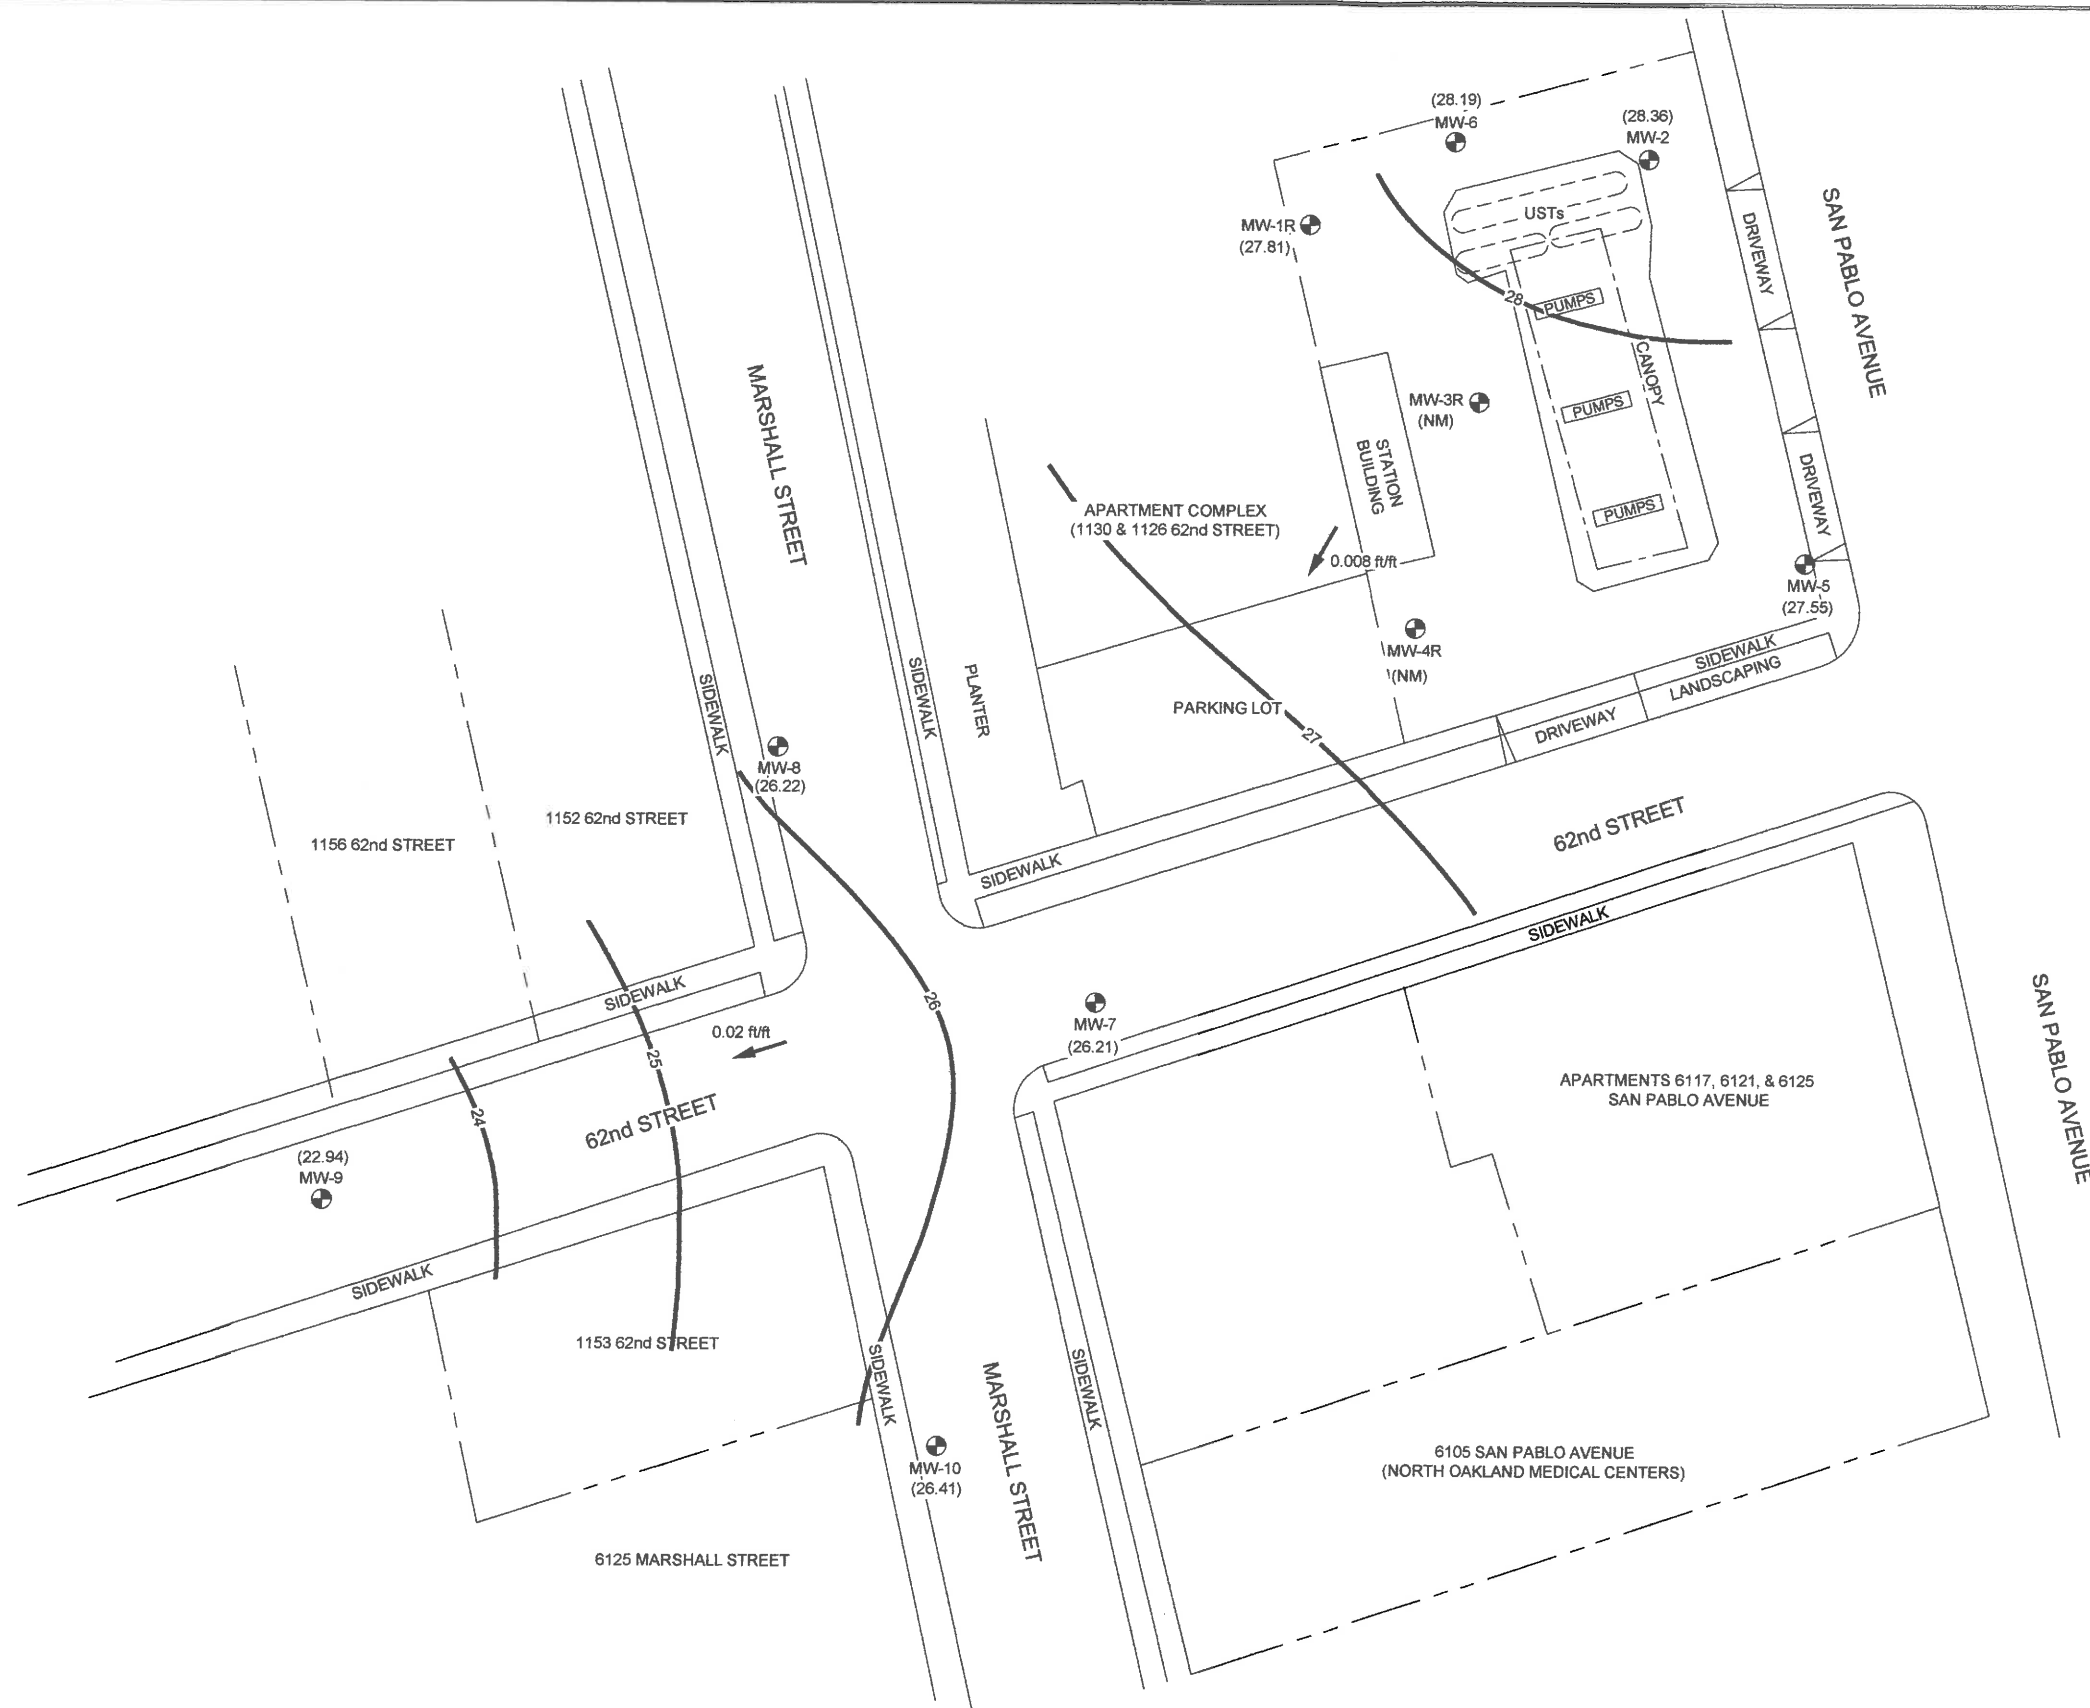 (28.19)
MW-6
(28.36)
MW-2
USTs
MW-1R
(27.81)
28
PUMPS
CANOPY
DRIVEWAY
SAN PABLO AVENUE
MW-3R
(NM)
PUMPS
STATION
BUILDING
PUMPS
DRIVEWAY
MARSHALL STREET
APARTMENT COMPLEX
(1130 & 1126 62nd STREET)
0.008 ft/ft
MW-5
(27.55)
MW-4R
(NM)
SIDEWALK
LANDSCAPING
SIDEWALK
SIDEWALK
PLANTER
PARKING LOT
27
DRIVEWAY
MW-8
(26.22)
1152 62nd STREET
1156 62nd STREET
62nd STREET
SIDEWALK
SIDEWALK
SIDEWALK
26
MW-7
(26.21)
0.02 ft/ft
25
24
62nd STREET
SAN PABLO AVENUE
APARTMENTS 6117, 6121, & 6125
SAN PABLO AVENUE
(22.94)
MW-9
SIDEWALK
1153 62nd STREET
SIDEWALK
SIDEWALK
MARSHALL STREET
MW-10
(26.41)
6105 SAN PABLO AVENUE
(NORTH OAKLAND MEDICAL CENTERS)
6125 MARSHALL STREET